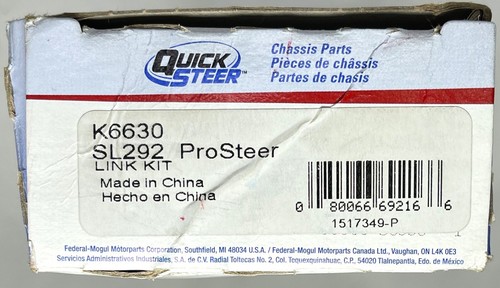 QUICK
STEER™
Chassis Parts
Pièces de châssis
Partes de chasis
K6630
SL292 ProSteer
LINK KIT
Made in China
Hecho en China
0 80066 69216 6
1517349-P
Federal-Mogul Motorparts Corporation, Southfield, MI 48034 U.S.A. / Federal-Mogul Motorparts Canada Ltd., Vaughan, ON L4K 0E3
Servicios Administrativos Industriales, S.A. de C.V. Radial Toltecas No. 2, Col. Tcequexquinahuac, C.P. 54020 Tlalnepantla, Edo. de México